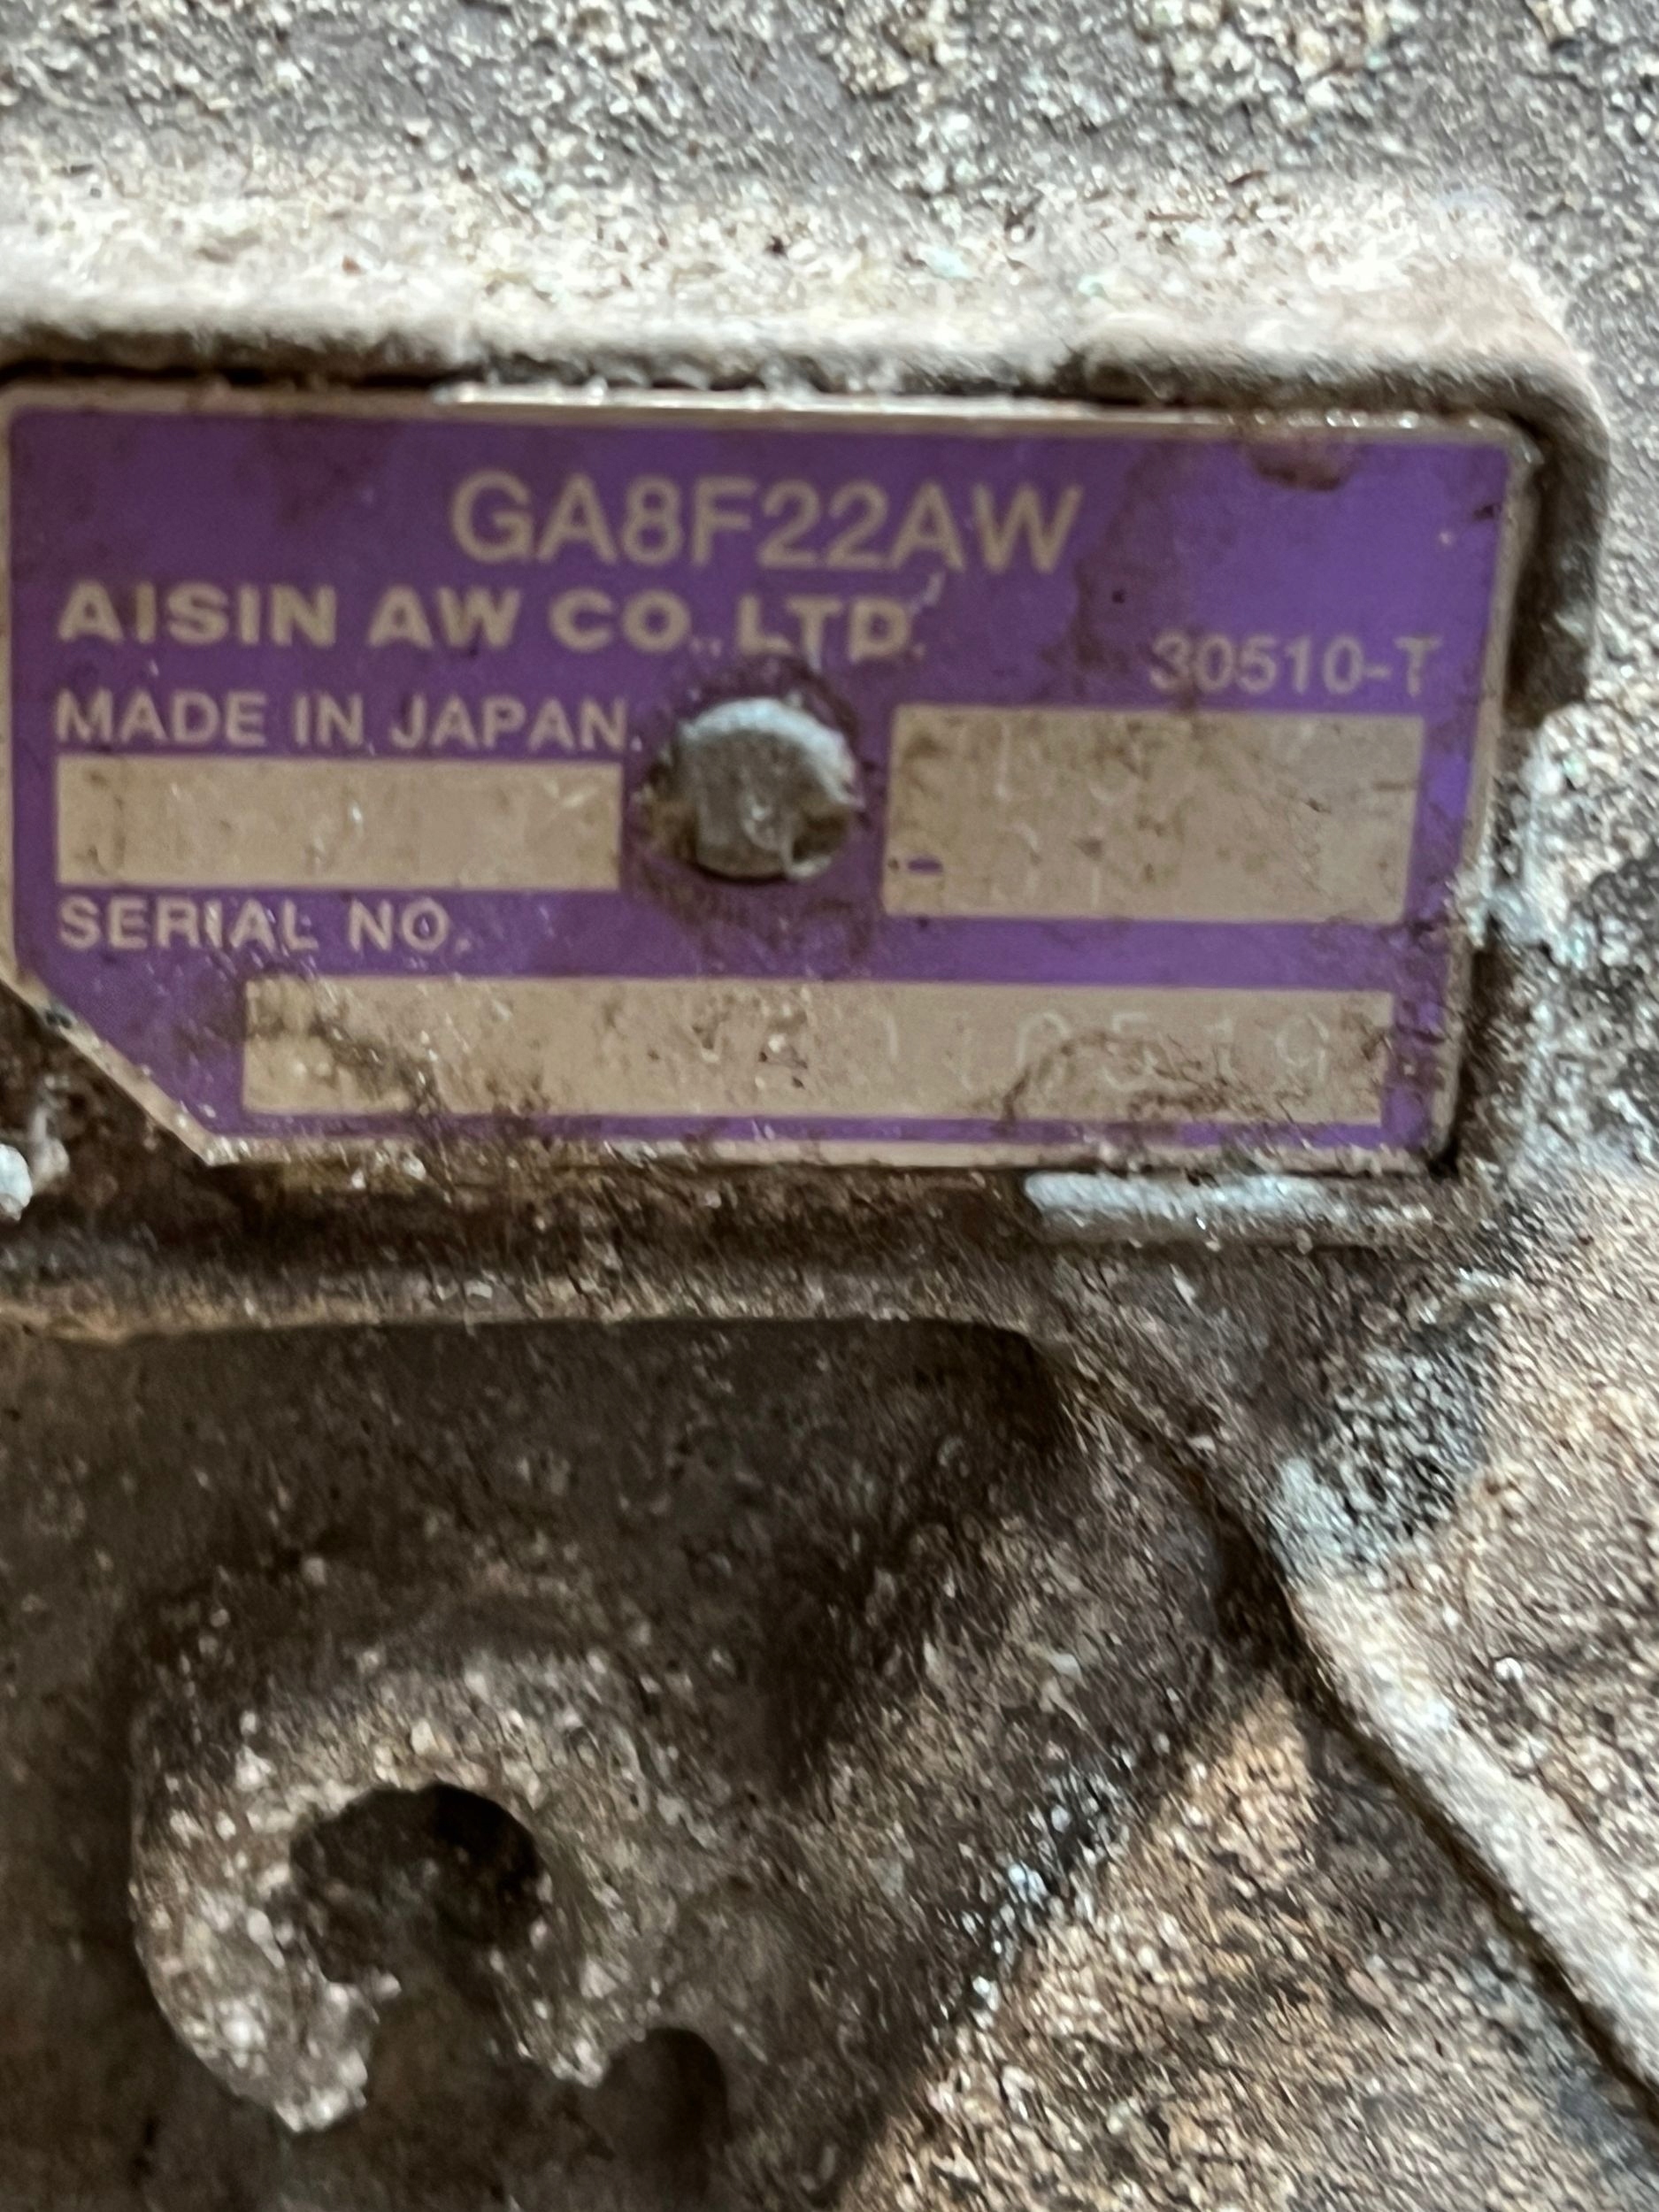 GA8F22AW
AISIN AW CO.,LTD.
30510-T
MADE IN JAPAN.
SERIAL NO.